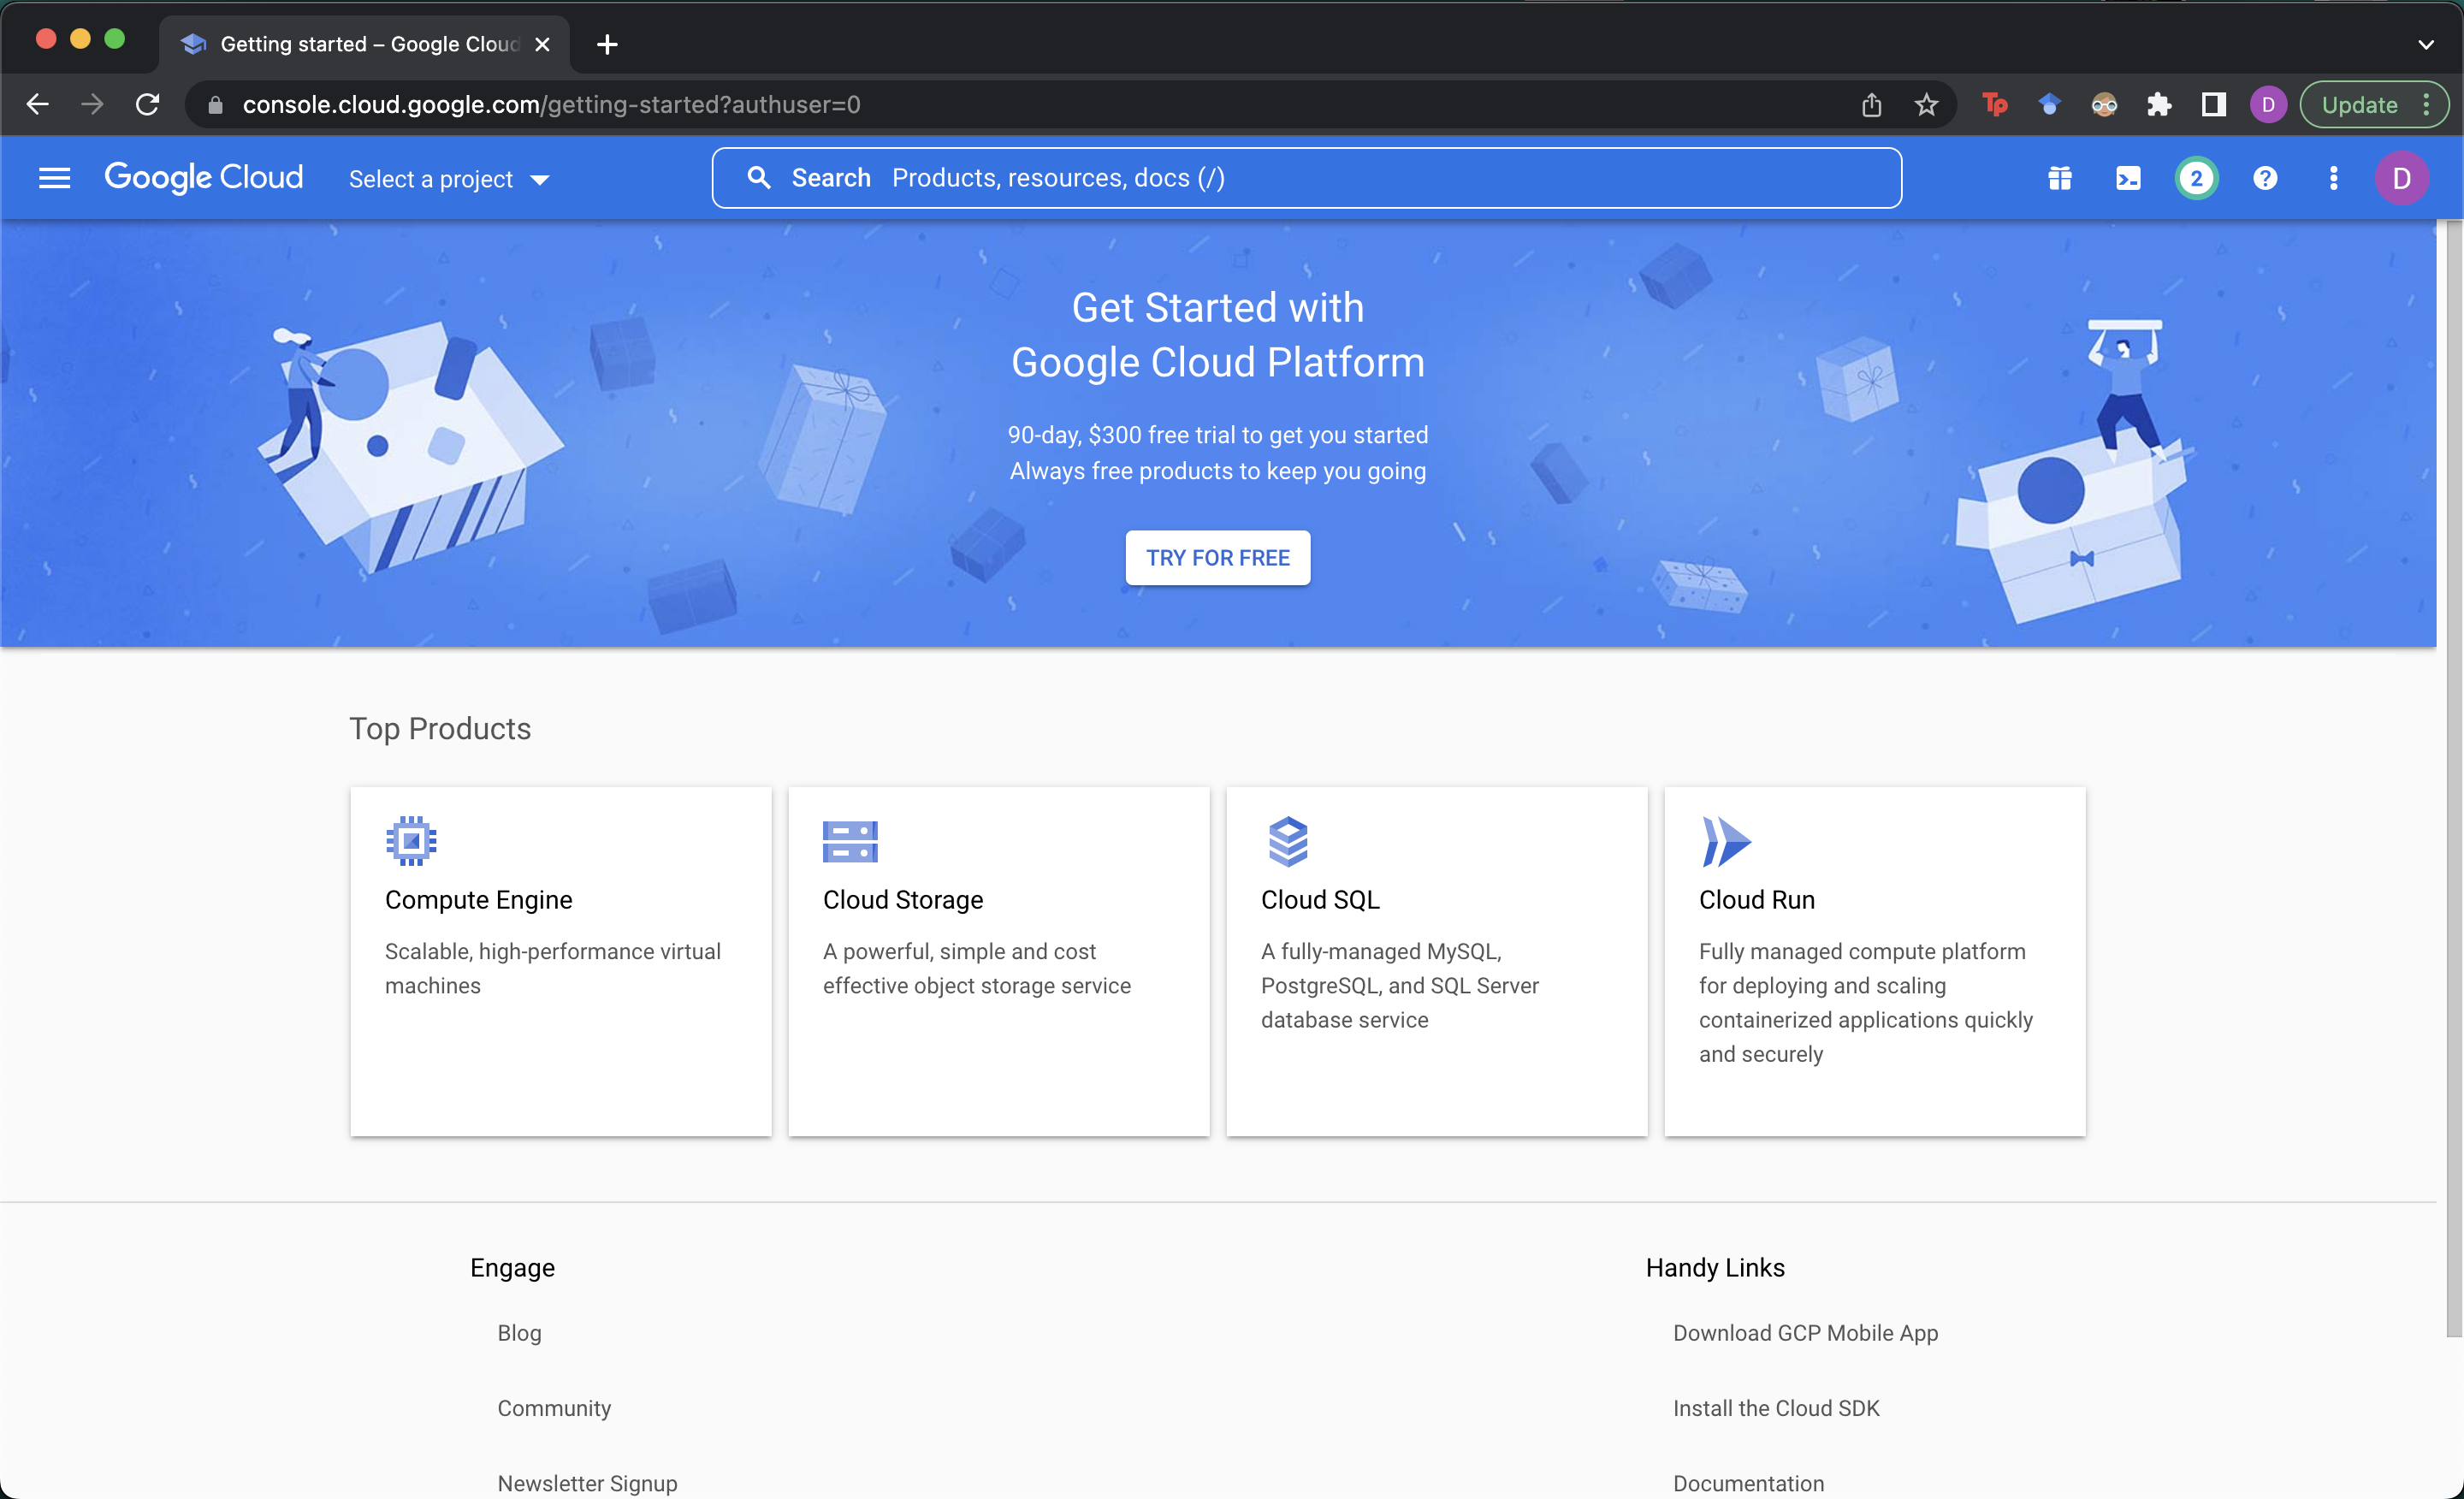 Getting started – Google Cloud
console.cloud.google.com/getting-started?authuser=0
Tp
D
Update
Google Cloud
Select a project
Search Products, resources, docs (/)
2
?
D
Get Started with
Google Cloud Platform
90-day, $300 free trial to get you started
Always free products to keep you going
TRY FOR FREE
Top Products
Compute Engine
Scalable, high-performance virtual
machines
Cloud Storage
A powerful, simple and cost
effective object storage service
Cloud SQL
A fully-managed MySQL,
PostgreSQL, and SQL Server
database service
Cloud Run
Fully managed compute platform
for deploying and scaling
containerized applications quickly
and securely
Engage
Blog
Community
Newsletter Signup
Handy Links
Download GCP Mobile App
Install the Cloud SDK
Documentation